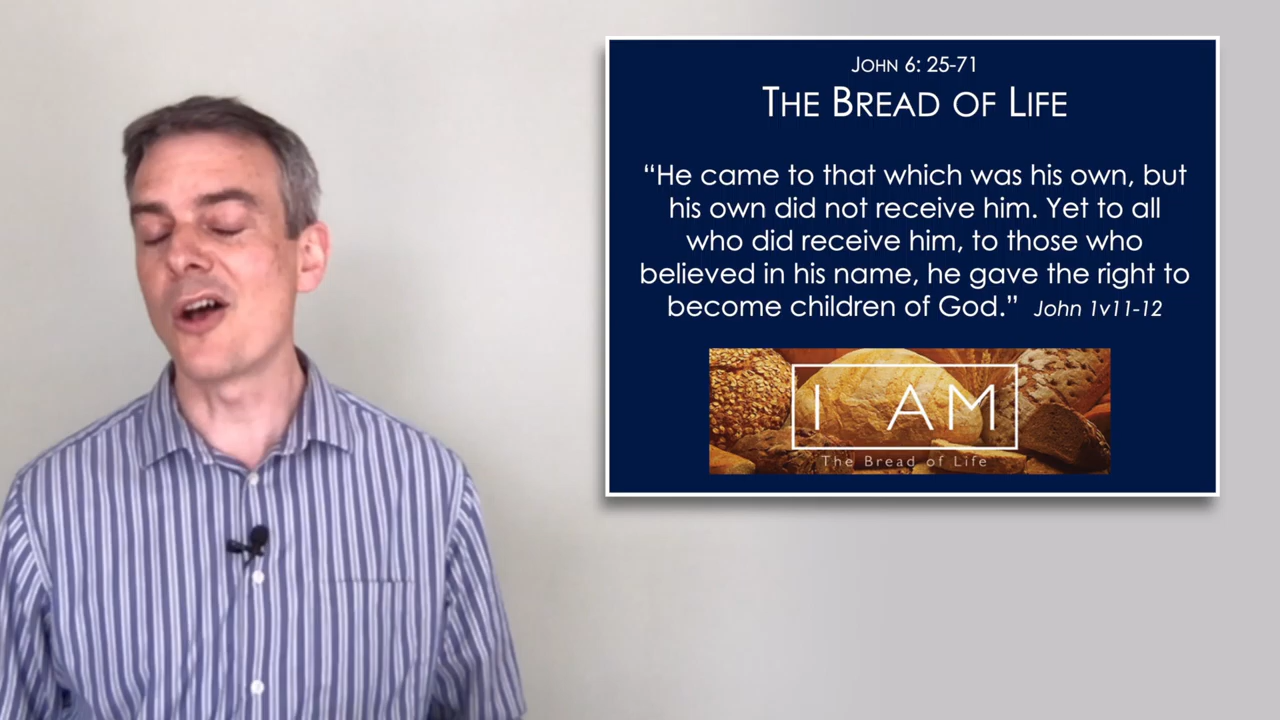 JOHN 6: 25-71
THE BREAD OF LIFE
“He came to that which was his own, but
his own did not receive him. Yet to all
who did receive him, to those who
believed in his name, he gave the right to
become children of God.” John 1v11-12
I AM
The Bread of Life